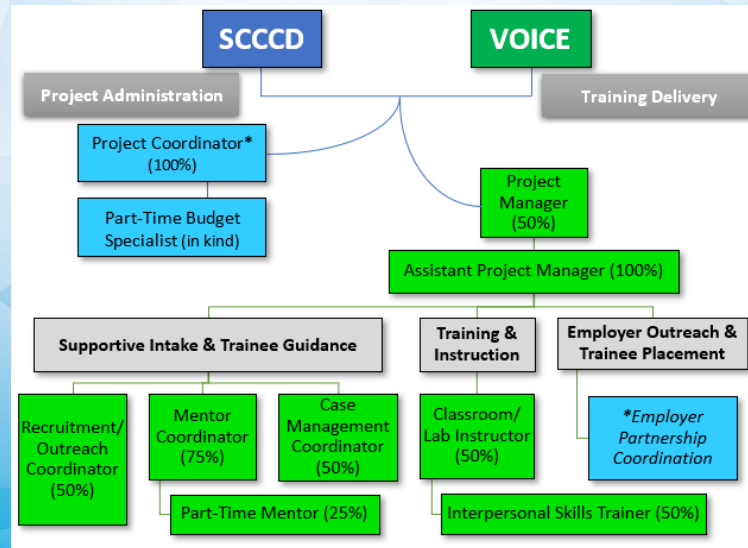 SCCCD
VOICE
Project Administration
Training Delivery
Project Coordinator*
(100%)
Part-Time Budget
Specialist (in kind)
Project
Manager
(50%)
Assistant Project Manager (100%)
Supportive Intake & Trainee Guidance
Training &
Instruction
Employer Outreach &
Trainee Placement
Recruitment/
Outreach
Coordinator
(50%)
Mentor
Coordinator
(75%)
Case
Management
Coordinator
(50%)
Classroom/
Lab Instructor
(50%)
*Employer
Partnership
Coordination
Part-Time Mentor (25%)
Interpersonal Skills Trainer (50%)